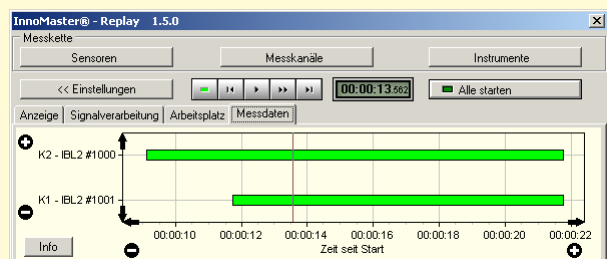 InnoMaster® - Replay 1.5.0
Messkette
Sensoren Messkanäle Instrumente
<< Einstellungen 00:00:13.562 Alle starten
Anzeige Signalverarbeitung Arbeitsplatz Messdaten
K2 - IBL2 #1000
K1 - IBL2 #1001
00:00:10 00:00:12 00:00:14 00:00:16 00:00:18 00:00:20 00:00:22
Info Zeit seit Start